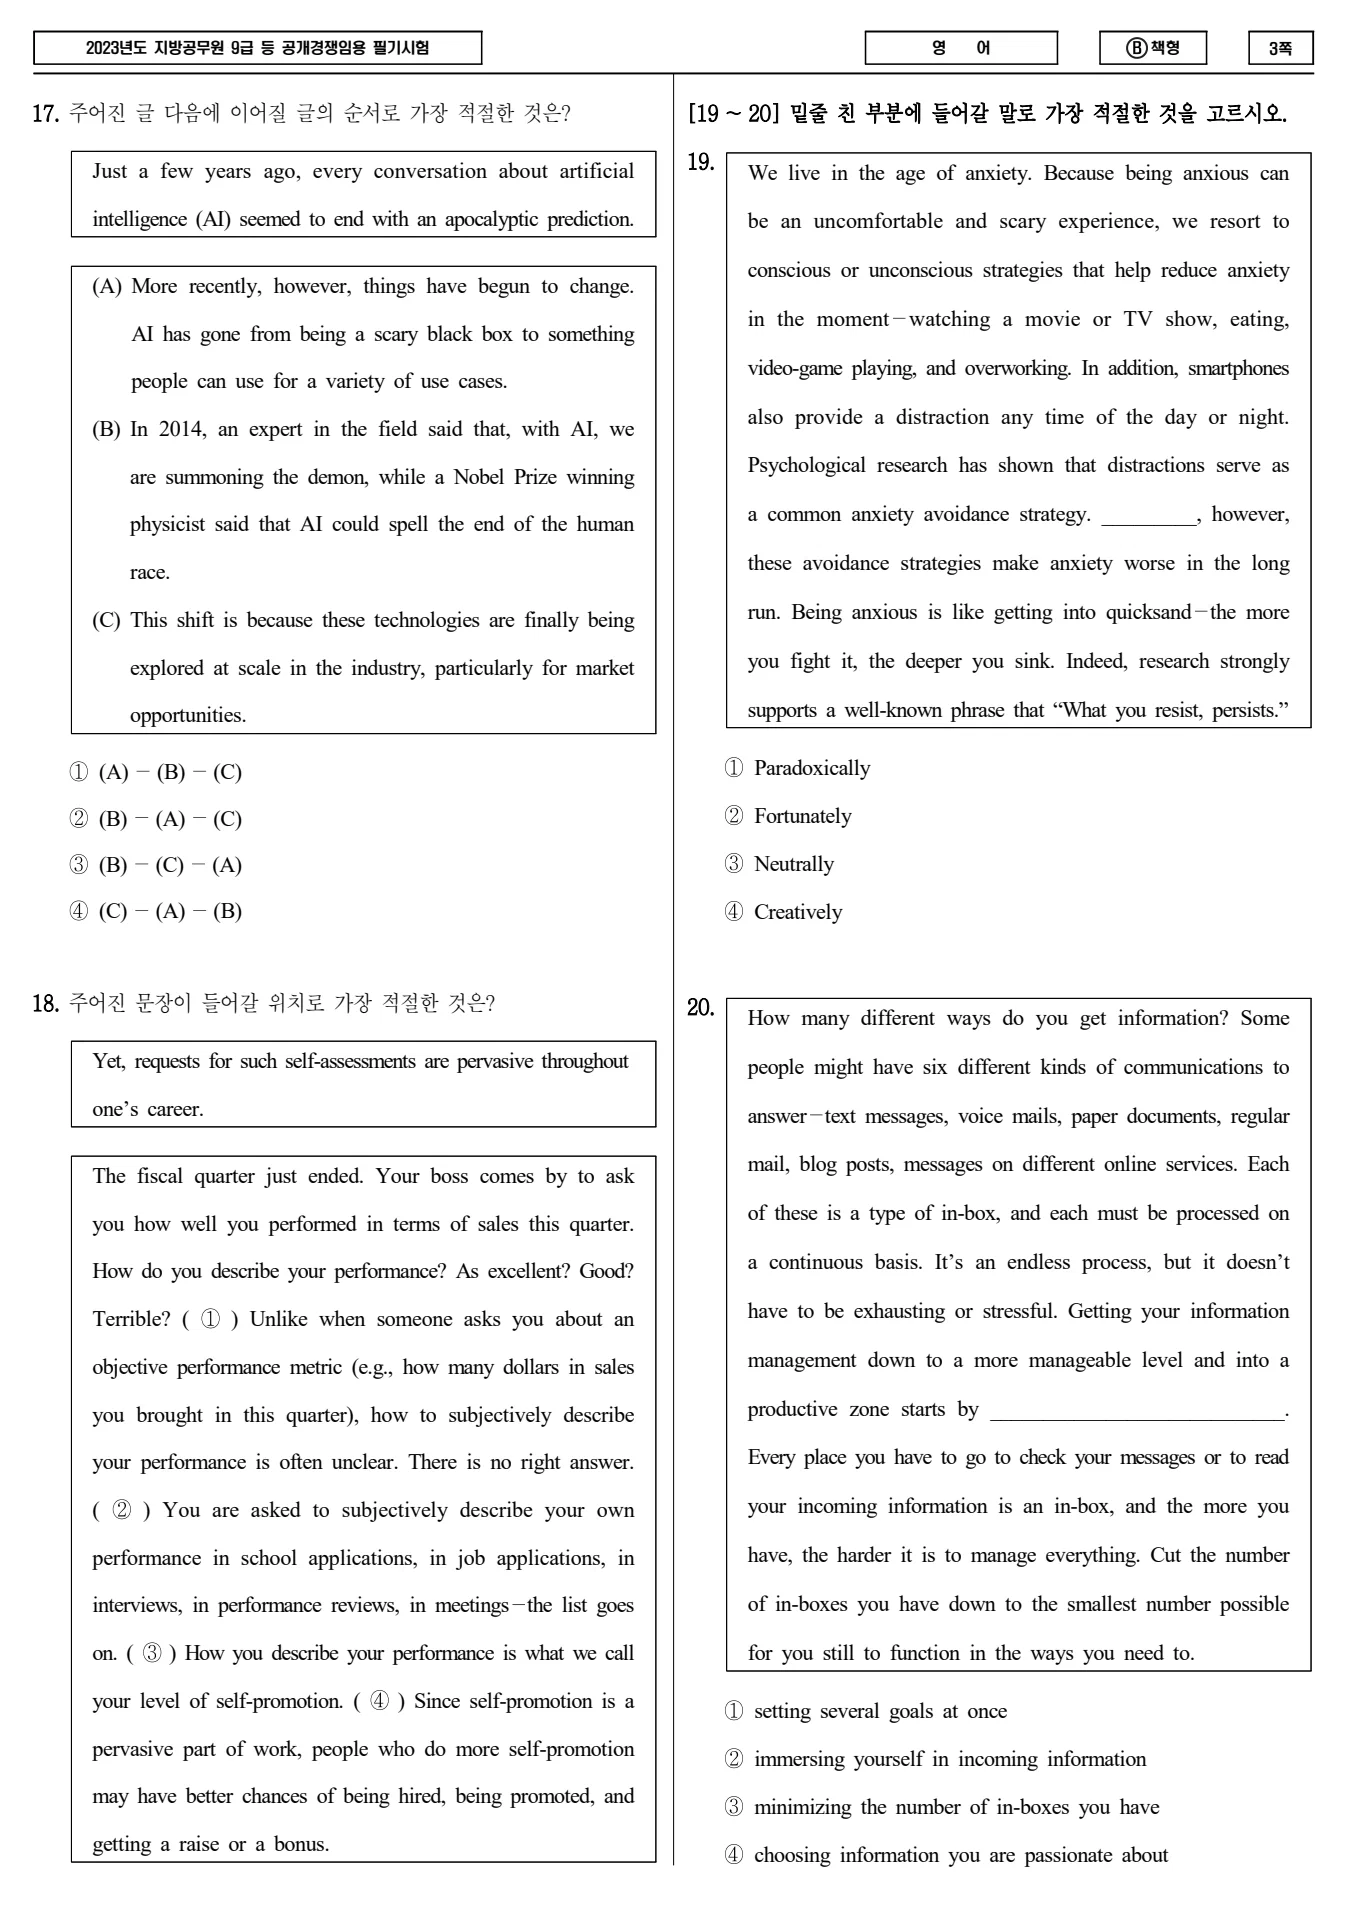 2023년도 지방공무원 9급 등 공개경쟁임용 필기시험
영 어
Ⓑ책형
3쪽
17. 주어진 글 다음에 이어질 글의 순서로 가장 적절한 것은?
Just a few years ago, every conversation about artificial
intelligence (AI) seemed to end with an apocalyptic prediction.
(A) More recently, however, things have begun to change.
AI has gone from being a scary black box to something
people can use for a variety of use cases.
(B) In 2014, an expert in the field said that, with AI, we
are summoning the demon, while a Nobel Prize winning
physicist said that AI could spell the end of the human
race.
(C) This shift is because these technologies are finally being
explored at scale in the industry, particularly for market
opportunities.
① (A) － (B) － (C)
② (B) － (A) － (C)
③ (B) － (C) － (A)
④ (C) － (A) － (B)
18. 주어진 문장이 들어갈 위치로 가장 적절한 것은?
Yet, requests for such self-assessments are pervasive throughout
one’s career.
The fiscal quarter just ended. Your boss comes by to ask
you how well you performed in terms of sales this quarter.
How do you describe your performance? As excellent? Good?
Terrible? ( ① ) Unlike when someone asks you about an
objective performance metric (e.g., how many dollars in sales
you brought in this quarter), how to subjectively describe
your performance is often unclear. There is no right answer.
( ② ) You are asked to subjectively describe your own
performance in school applications, in job applications, in
interviews, in performance reviews, in meetings－the list goes
on. ( ③ ) How you describe your performance is what we call
your level of self-promotion. ( ④ ) Since self-promotion is a
pervasive part of work, people who do more self-promotion
may have better chances of being hired, being promoted, and
getting a raise or a bonus.
[19 ~ 20] 밑줄 친 부분에 들어갈 말로 가장 적절한 것을 고르시오.
19.
We live in the age of anxiety. Because being anxious can
be an uncomfortable and scary experience, we resort to
conscious or unconscious strategies that help reduce anxiety
in the moment－watching a movie or TV show, eating,
video-game playing, and overworking. In addition, smartphones
also provide a distraction any time of the day or night.
Psychological research has shown that distractions serve as
a common anxiety avoidance strategy. _________, however,
these avoidance strategies make anxiety worse in the long
run. Being anxious is like getting into quicksand－the more
you fight it, the deeper you sink. Indeed, research strongly
supports a well-known phrase that “What you resist, persists.”
① Paradoxically
② Fortunately
③ Neutrally
④ Creatively
20.
How many different ways do you get information? Some
people might have six different kinds of communications to
answer－text messages, voice mails, paper documents, regular
mail, blog posts, messages on different online services. Each
of these is a type of in-box, and each must be processed on
a continuous basis. It’s an endless process, but it doesn’t
have to be exhausting or stressful. Getting your information
management down to a more manageable level and into a
productive zone starts by ____________________________.
Every place you have to go to check your messages or to read
your incoming information is an in-box, and the more you
have, the harder it is to manage everything. Cut the number
of in-boxes you have down to the smallest number possible
for you still to function in the ways you need to.
① setting several goals at once
② immersing yourself in incoming information
③ minimizing the number of in-boxes you have
④ choosing information you are passionate about